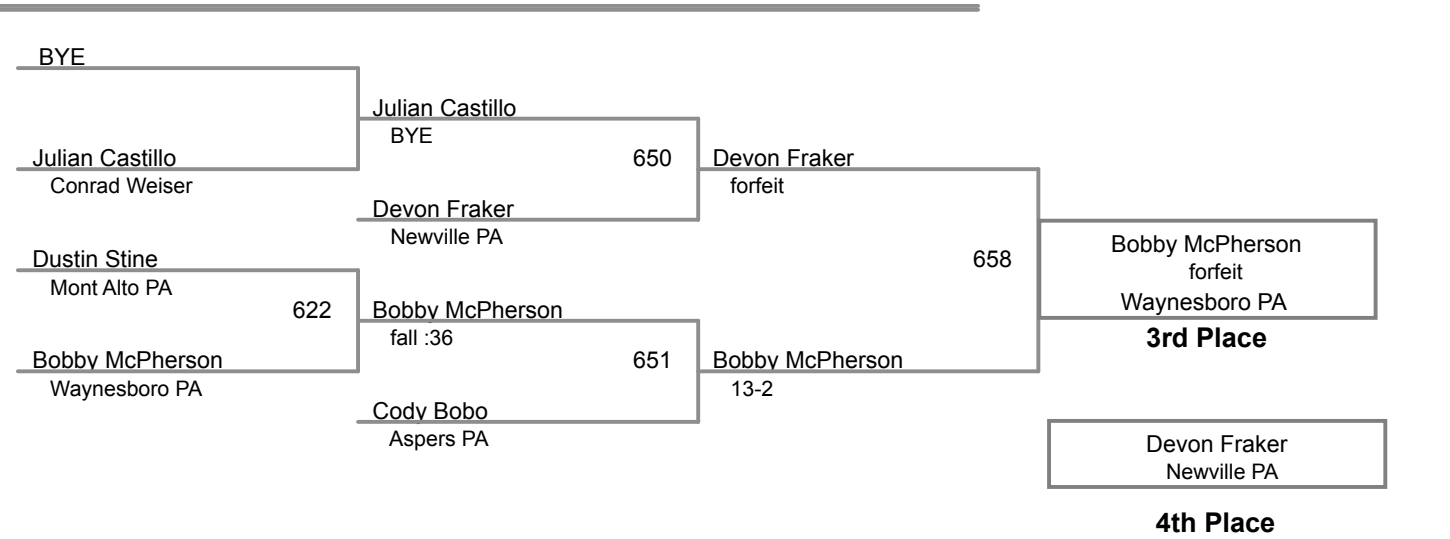 BYE
Julian Castillo
BYE
Julian Castillo
Conrad Weiser
650
Devon Fraker
forfeit
Devon Fraker
Newville PA
Dustin Stine
Mont Alto PA
658
Bobby McPherson
forfeit
Waynesboro PA
3rd Place
622
Bobby McPherson
fall :36
Bobby McPherson
Waynesboro PA
651
Bobby McPherson
13-2
Cody Bobo
Aspers PA
Devon Fraker
Newville PA
4th Place